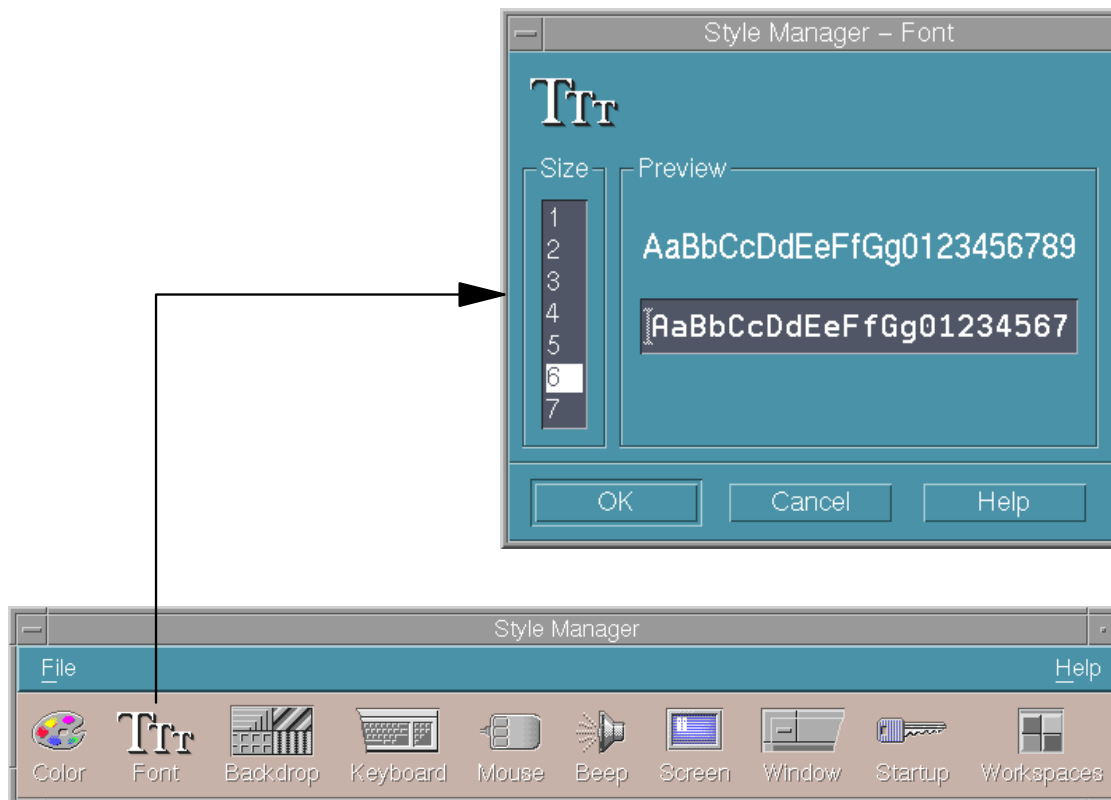 Style Manager – Font
TTT
Size
Preview
1
2
3
4
5
6
7
AaBbCcDdEeFfGg0123456789
AaBbCcDdEeFfGg01234567
OK
Cancel
Help
Style Manager
File
Help
TTT
Color
Font
Backdrop
Keyboard
Mouse
Beep
Screen
Window
Startup
Workspaces